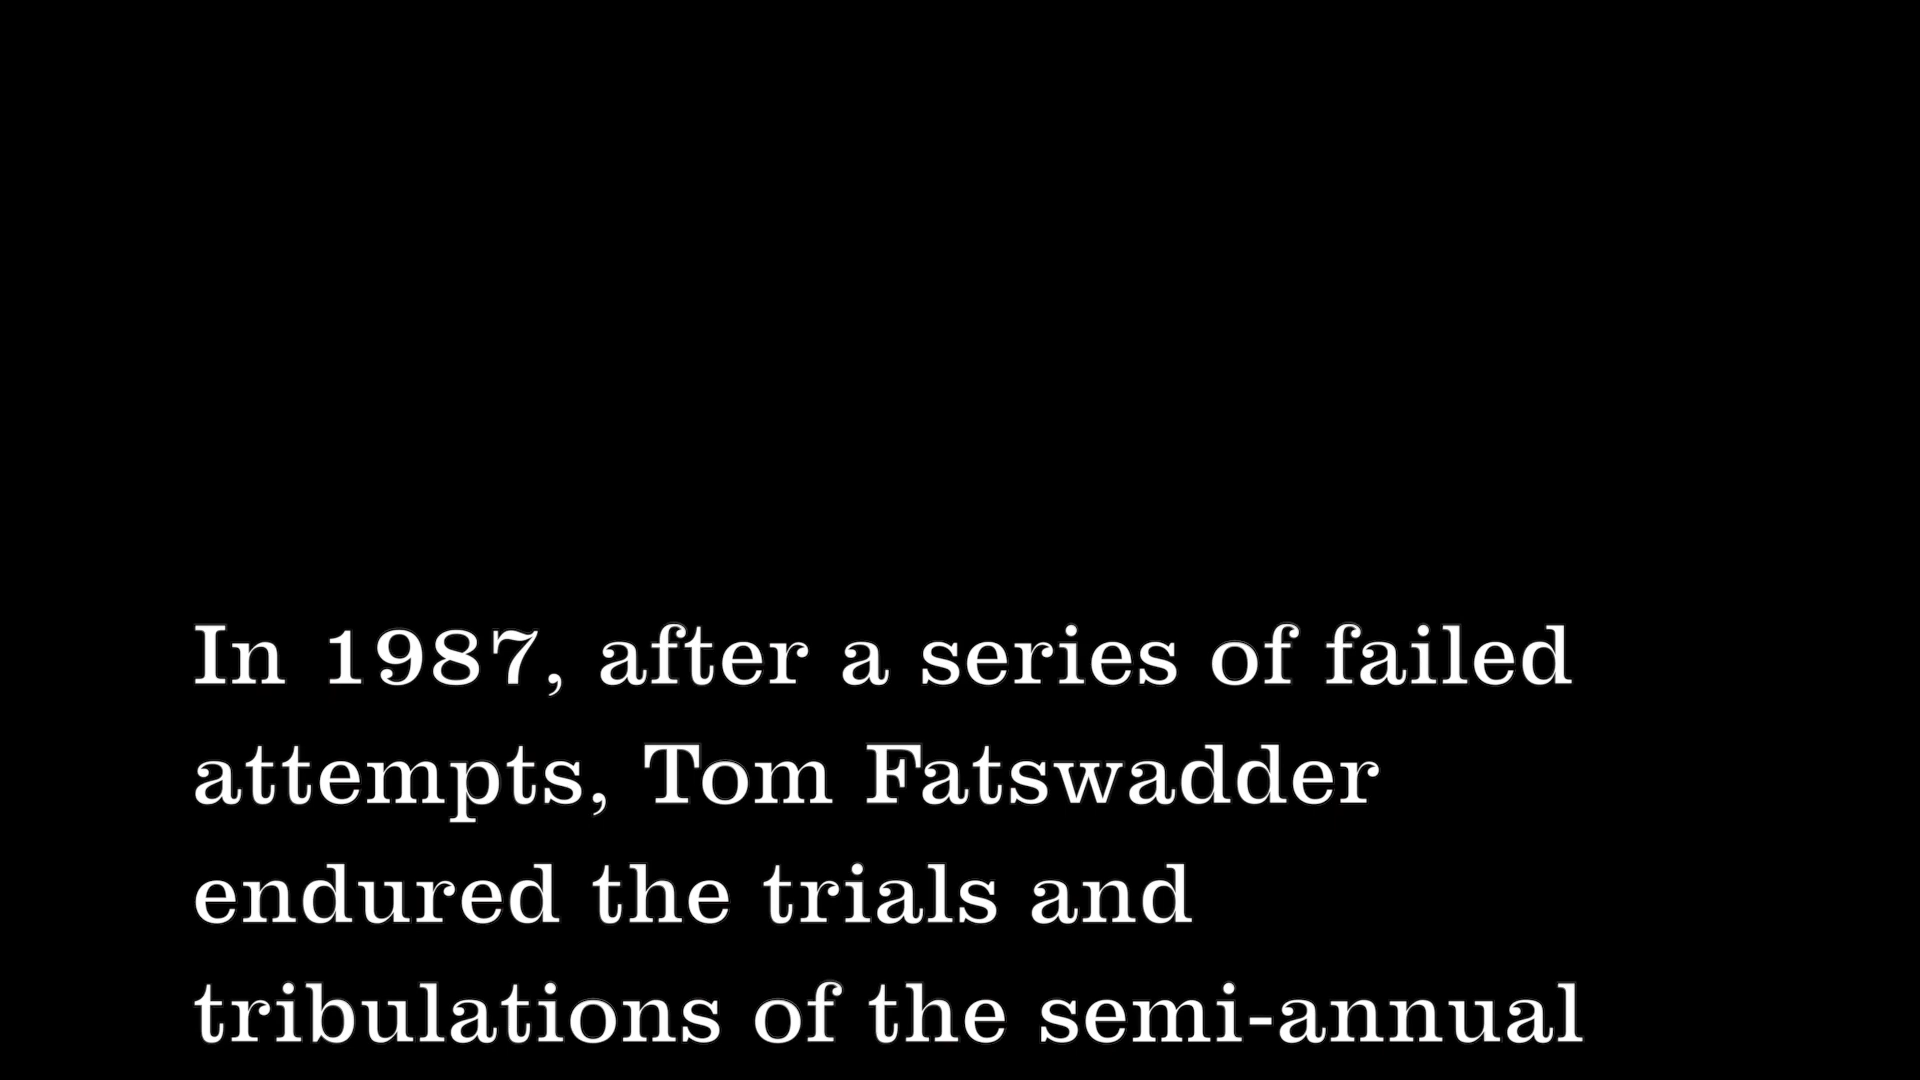 In 1987, after a series of failed
attempts, Tom Fatswadder
endured the trials and
tribulations of the semi-annual